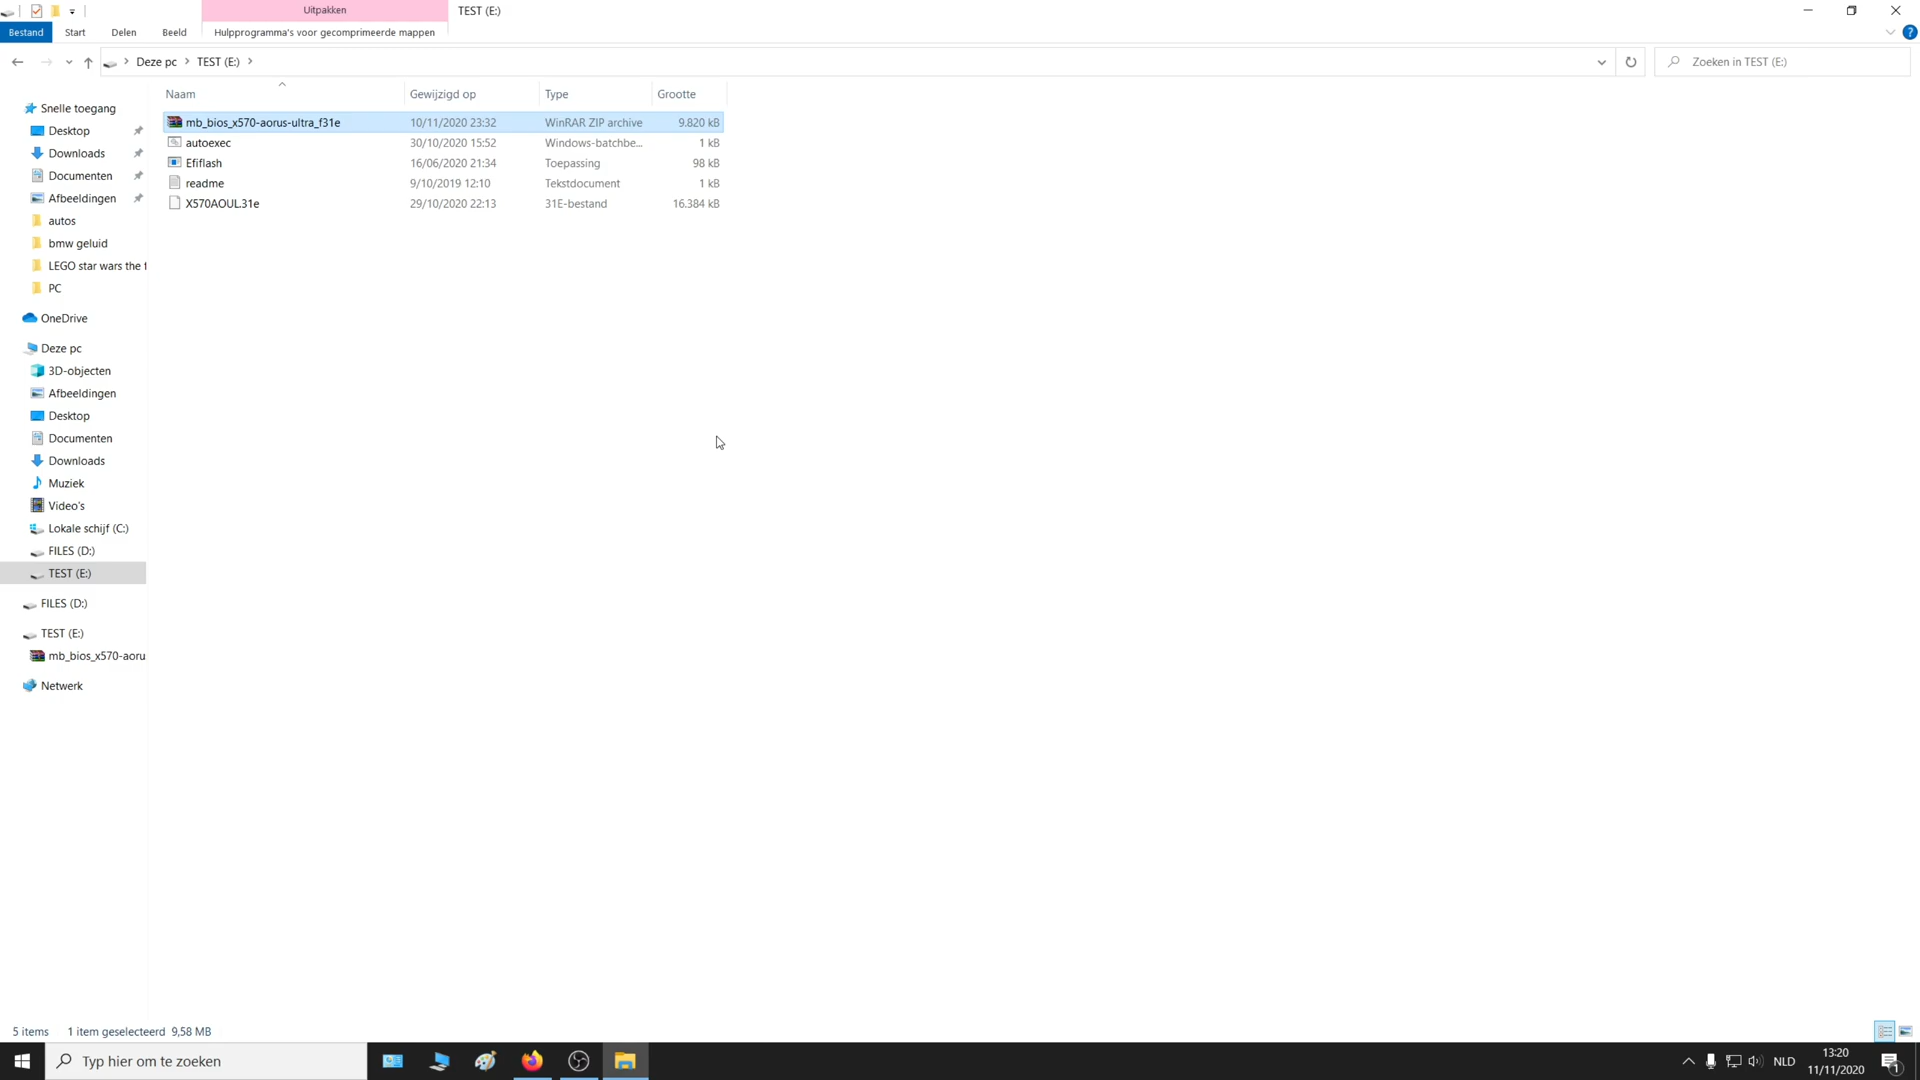 Uitpakken
TEST (E:)
Bestand
Start
Delen
Beeld
Hulpprogramma's voor gecomprimeerde mappen
Deze pc
TEST (E:)
Zoeken in TEST (E:)
Naam
Gewijzigd op
Type
Grootte
mb_bios_x570-aorus-ultra_f31e 10/11/2020 23:32 WinRAR ZIP archive 9.820 kB
autoexec 30/10/2020 15:52 Windows-batchbe... 1 kB
Efiflash 16/06/2020 21:34 Toepassing 98 kB
readme 9/10/2019 12:10 Tekstdocument 1 kB
X570AOUL.31e 29/10/2020 22:13 31E-bestand 16.384 kB
Snelle toegang
Desktop
Downloads
Documenten
Afbeeldingen
autos
bmw geluid
LEGO star wars the f
PC
OneDrive
Deze pc
3D-objecten
Afbeeldingen
Desktop
Documenten
Downloads
Muziek
Video's
Lokale schijf (C:)
FILES (D:)
TEST (E:)
FILES (D:)
TEST (E:)
mb_bios_x570-aoru
Netwerk
5 items 1 item geselecteerd 9,58 MB
Typ hier om te zoeken
NLD
13:20
11/11/2020
1